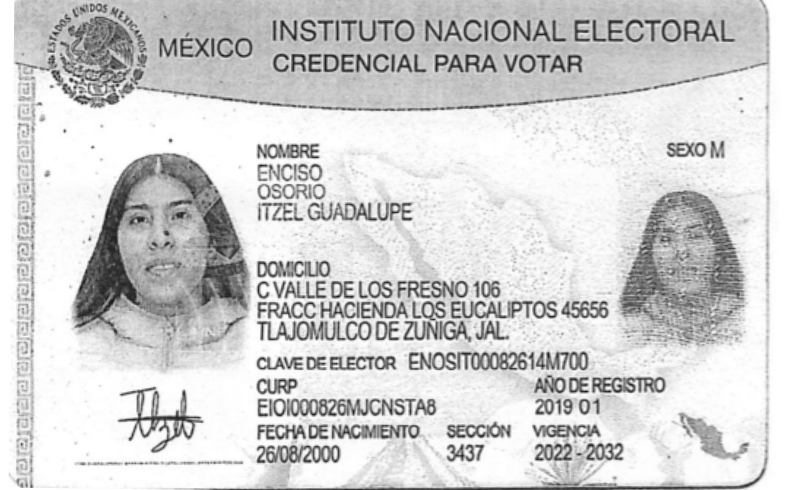 ESTADOS UNIDOS MEXICANOS
MÉXICO
INSTITUTO NACIONAL ELECTORAL
CREDENCIAL PARA VOTAR
NOMBRE
ENCISO
OSORIO
ITZEL GUADALUPE
SEXO M
DOMICILIO
C VALLE DE LOS FRESNO 106
FRACC HACIENDA LOS EUCALIPTOS 45656
TLAJOMULCO DE ZUÑIGA, JAL.
CLAVE DE ELECTOR ENOSIT00082614M700
CURP
EIOI000826MJCNSTA8
AÑO DE REGISTRO
2019 01
FECHA DE NACIMIENTO
26/08/2000
SECCIÓN
3437
VIGENCIA
2022 - 2032